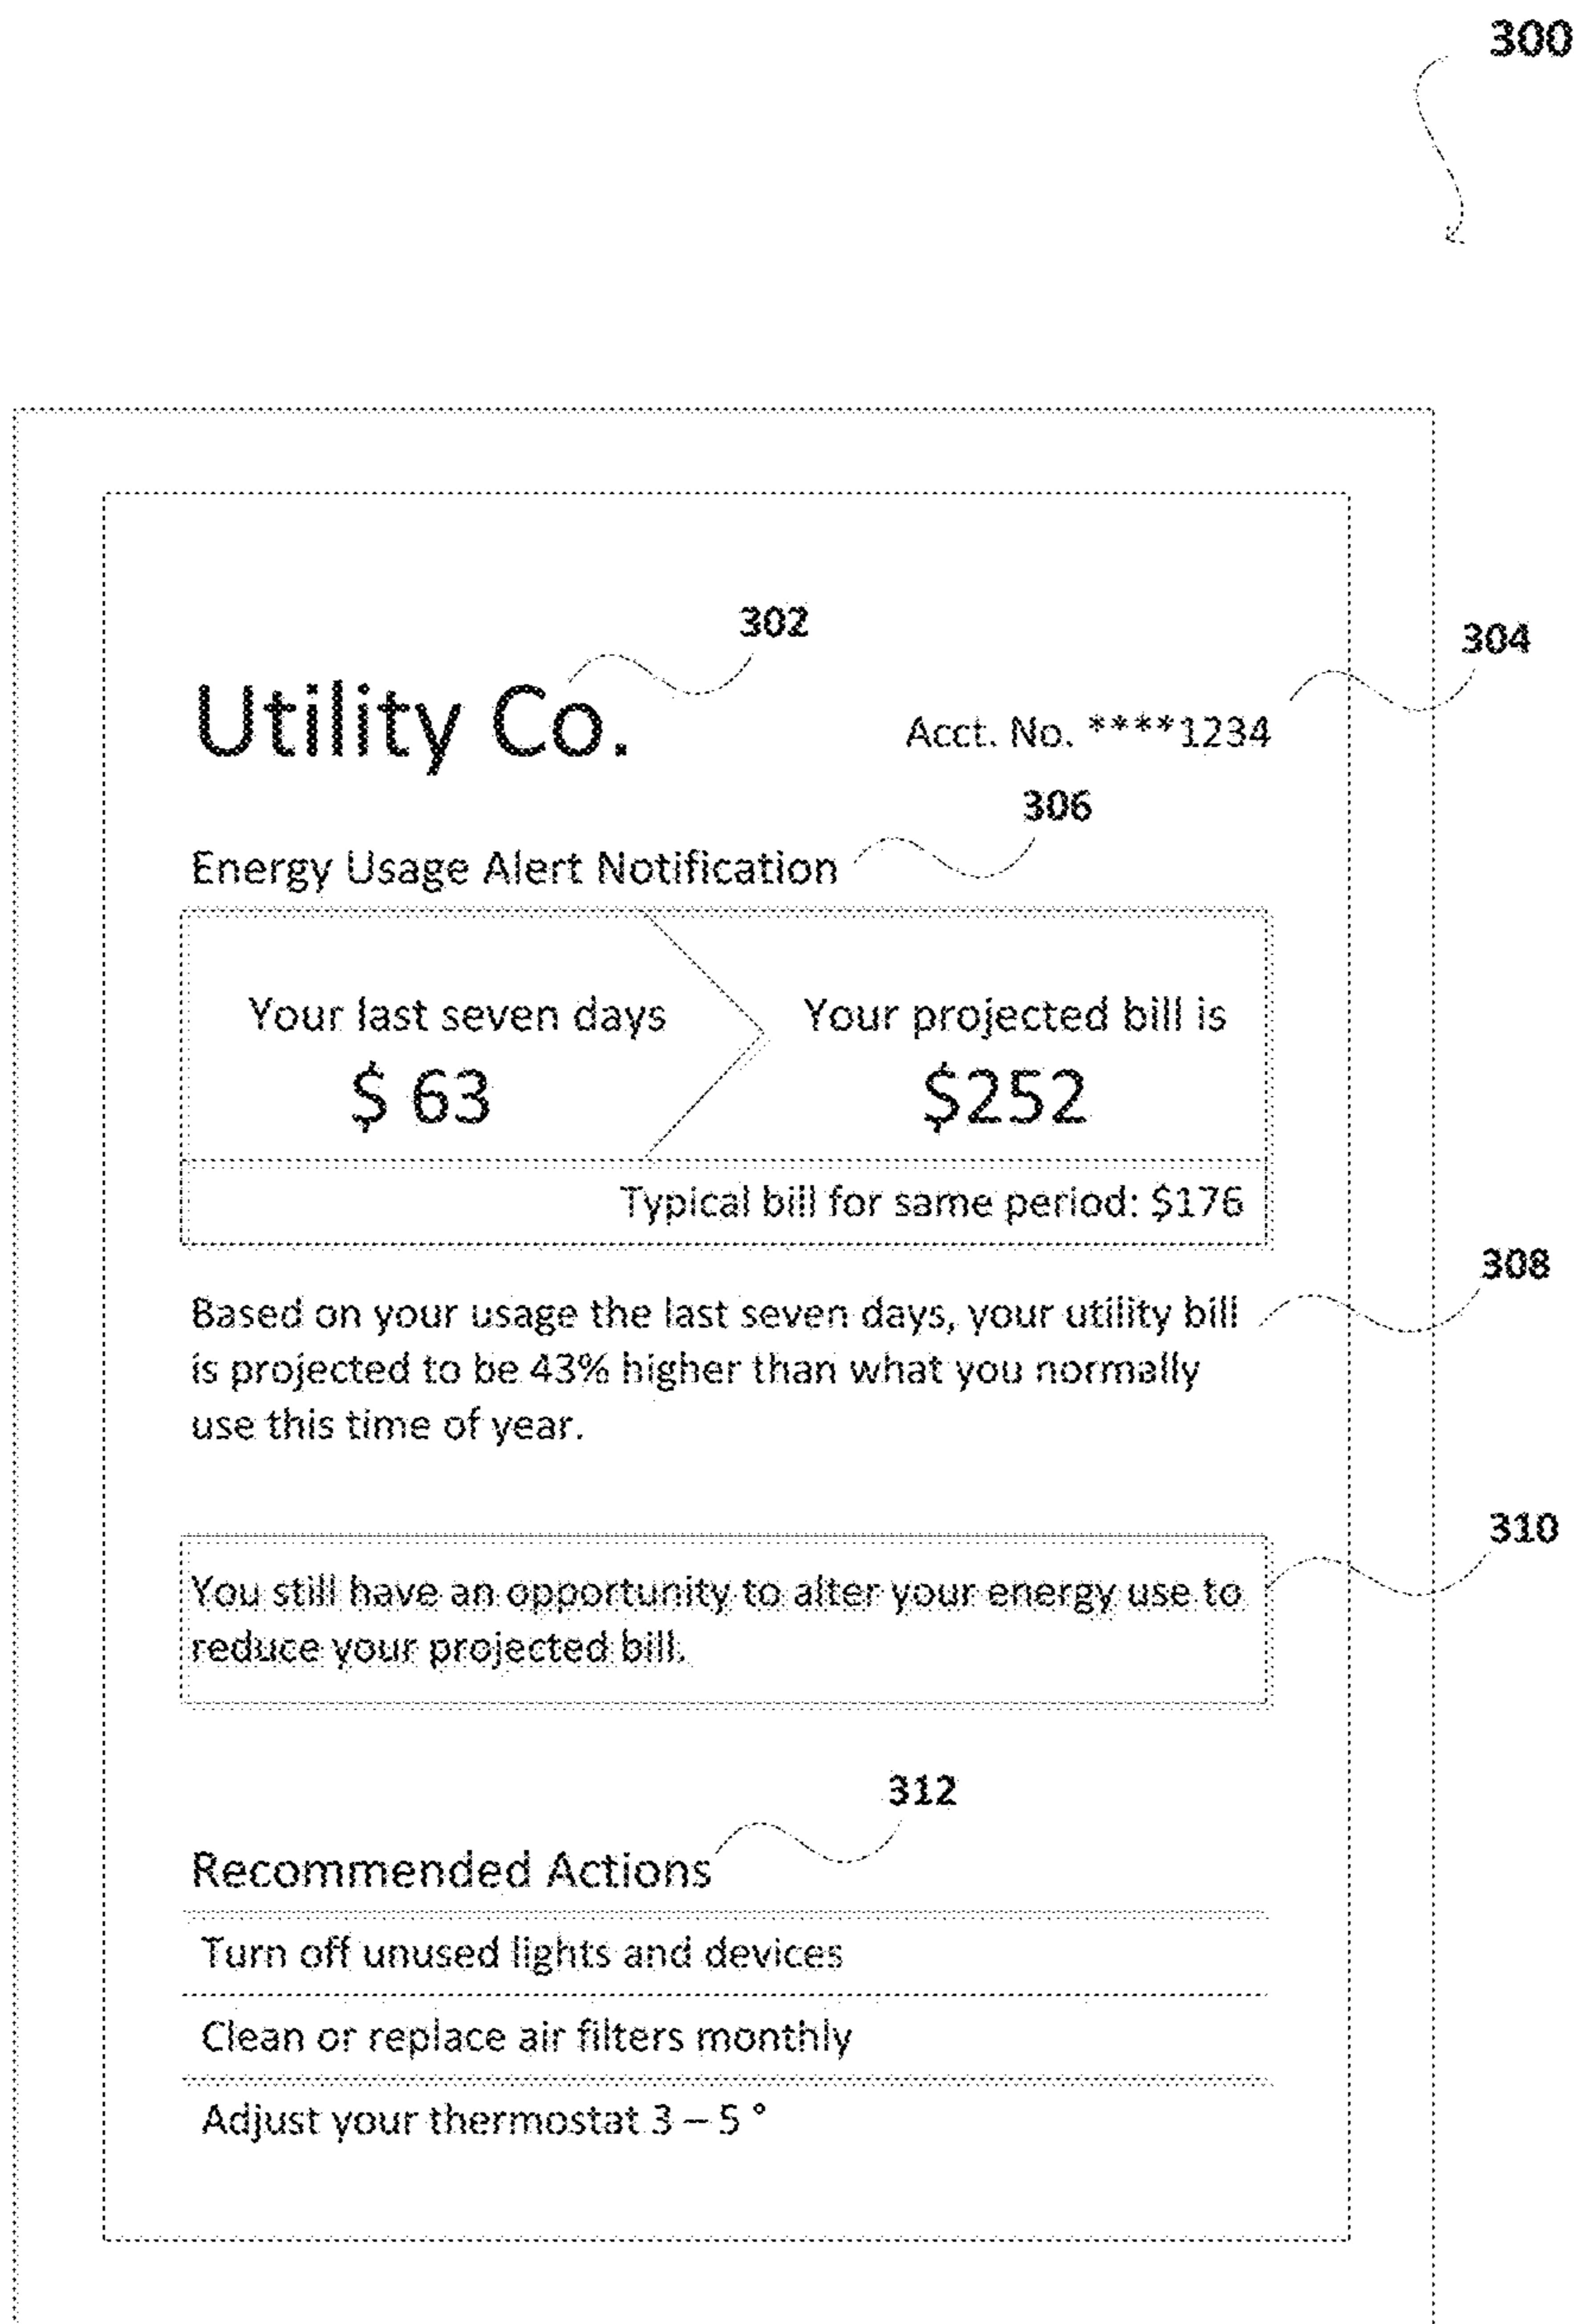 300
302
304
Utility Co.
Acct. No. ****1234
306
Energy Usage Alert Notification
Your last seven days
$ 63
Your projected bill is
$252
Typical bill for same period: $176
308
Based on your usage the last seven days, your utility bill
is projected to be 43% higher than what you normally
use this time of year.
310
You still have an opportunity to alter your energy use to
reduce your projected bill.
312
Recommended Actions
Turn off unused lights and devices
Clean or replace air filters monthly
Adjust your thermostat 3 – 5 °